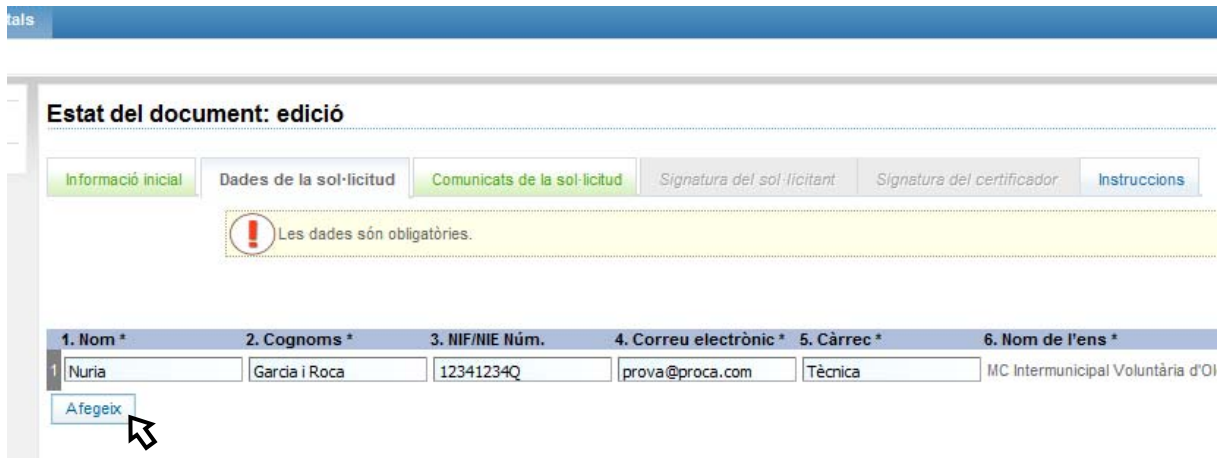 tals
Estat del document: edició
Informació inicial Dades de la sol·licitud Comunicats de la sol·licitud Signatura del sol·licitant Signatura del certificador Instruccions
Les dades són obligatòries.
1. Nom * 2. Cognoms * 3. NIF/NIE Núm. 4. Correu electrònic * 5. Càrrec * 6. Nom de l'ens *
1 Nuria Garcia i Roca 12341234Q prova@proca.com Tècnica MC Intermunicipal Voluntària d'Ol
Afegeix